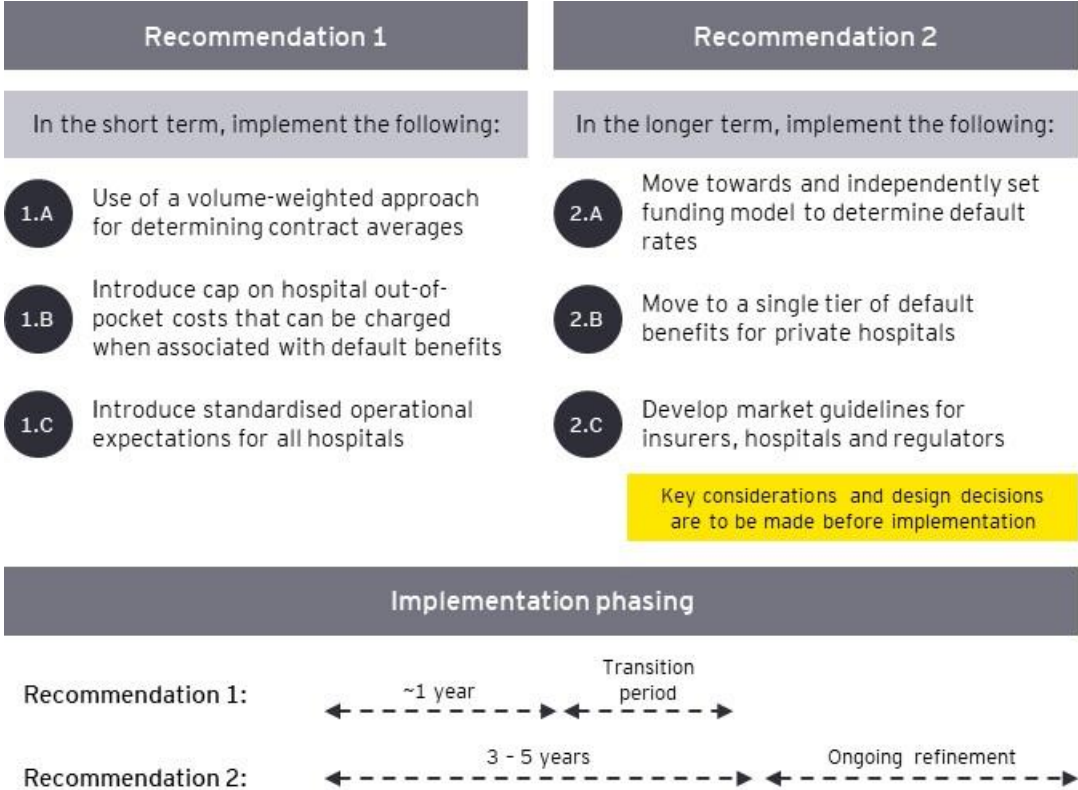 Recommendation 1
In the short term, implement the following:
1.A
Use of a volume-weighted approach
for determining contract averages
1.B
Introduce cap on hospital out-of-
pocket costs that can be charged
when associated with default benefits
1.C
Introduce standardised operational
expectations for all hospitals
Recommendation 2
In the longer term, implement the following:
2.A
Move towards and independently set
funding model to determine default
rates
2.B
Move to a single tier of default
benefits for private hospitals
2.C
Develop market guidelines for
insurers, hospitals and regulators
Key considerations and design decisions
are to be made before implementation
Implementation phasing
Recommendation 1:
~1 year
Transition
period
Recommendation 2:
3 - 5 years
Ongoing refinement